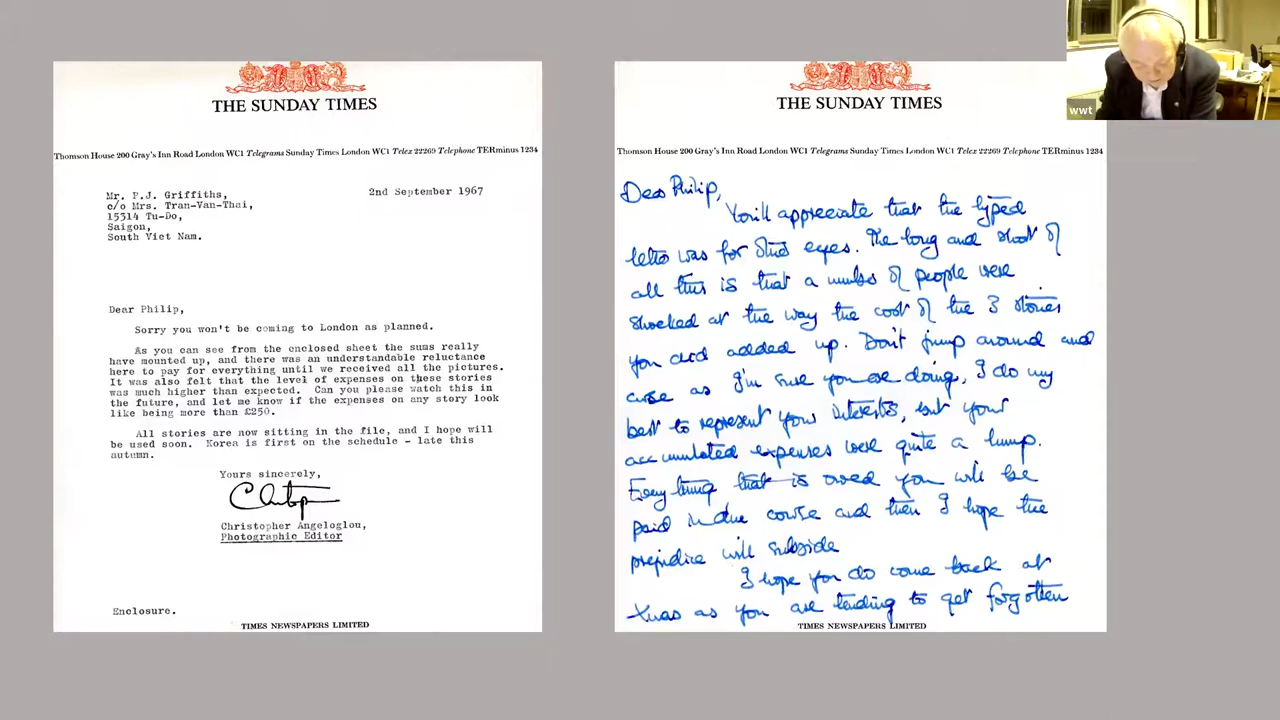 THE SUNDAY TIMES
Thomson House 200 Gray's Inn Road London WC1 Telegrams Sunday Times London WC1 Telex 22269 Telephone TERminus 1234
Mr. P.J. Griffiths,
2nd September 1967
c/o Mrs. Tran-Van-Thai,
15314 Tu-Do,
Saigon,
South Viet Nam.
Dear Philip,
Sorry you won't be coming to London as planned.
As you can see from the enclosed sheet the sums really
have mounted up, and there was an understandable reluctance
here to pay for everything until we received all the pictures.
It was also felt that the level of expenses on these stories
was much higher than expected. Can you please watch this in
the future, and let me know if the expenses on any story look
like being more than £250.
All stories are now sitting in the file, and I hope will
be used soon. Korea is first on the schedule - late this
autumn.
Yours sincerely,
Christopher Angeloglou,
Photographic Editor
Enclosure.
TIMES NEWSPAPERS LIMITED
THE SUNDAY TIMES
Thomson House 200 Gray's Inn Road London WC1 Telegrams Sunday Times London WC1 Telex 22269 Telephone TERminus 1234
Dear Philip,
You'll appreciate that the typed
letter was for other eyes. The long and short of
all this is that a number of people were
shocked at the way the cost of the 3 stories
you did added up. Don't jump around and
curse as I'm sure you are doing, I do my
best to represent your interests, but your
accumulated expenses were quite a lump.
Everything that is owed you will be
paid in due course and then I hope the
prejudice will subside
I hope you do come back at
Xmas as you are tending to get forgotten
TIMES NEWSPAPERS LIMITED
wwt